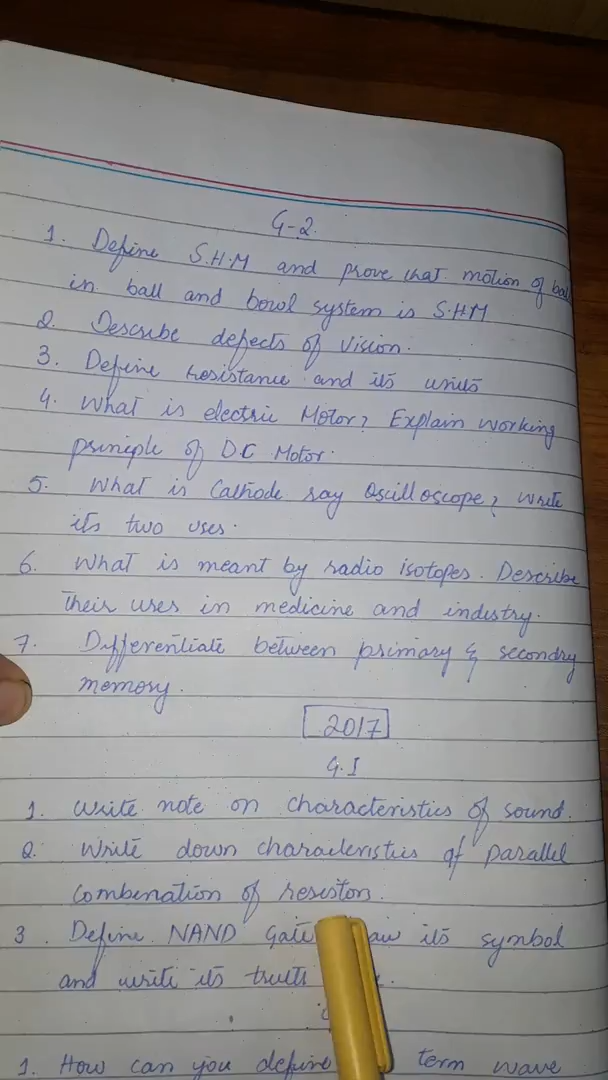 G-2
1. Define S.H.M and prove that motion of ball
in ball and bowl system is S.H.M
2. Describe defects of vision.
3. Define resistance and its units
4. What is electric Motor? Explain working
principle of DC Motor.
5. What is Cathode ray Oscilloscope? Write
its two uses.
6. What is meant by radio isotopes. Describe
their uses in medicine and industry.
7. Differentiate between primary & secondry
memory.
2017
G.I
1. Write note on characteristics of sound.
2. Write down characteristics of parallel
combination of resistors.
3. Define NAND Gate its symbol
and write its truth
1. How can you define term wave